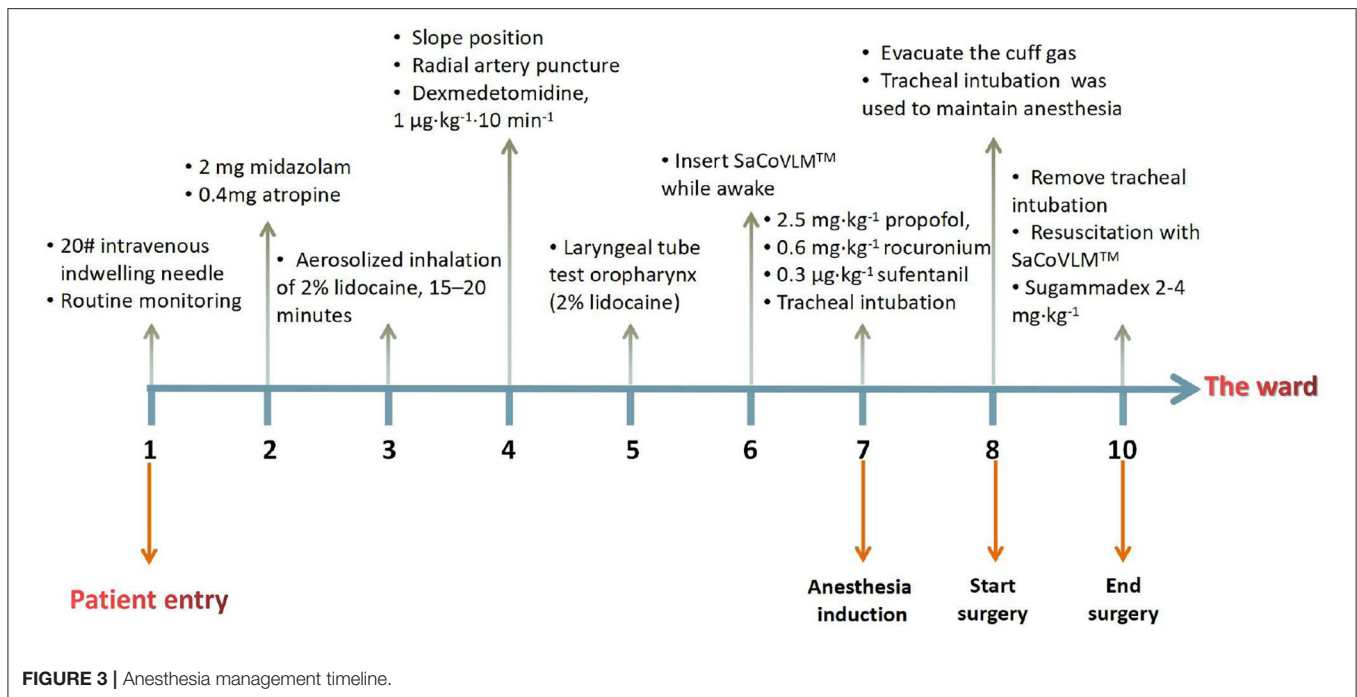 • 20# intravenous
indwelling needle
• Routine monitoring
• 2 mg midazolam
• 0.4mg atropine
• Aerosolized inhalation
of 2% lidocaine, 15–20
minutes
• Slope position
• Radial artery puncture
• Dexmedetomidine,
1 μg·kg⁻¹·10 min⁻¹
• Laryngeal tube
test oropharynx
(2% lidocaine)
• Insert SaCoVLM™
while awake
• 2.5 mg·kg⁻¹ propofol,
• 0.6 mg·kg⁻¹ rocuronium
• 0.3 μg·kg⁻¹ sufentanil
• Tracheal intubation
• Evacuate the cuff gas
• Tracheal intubation was
used to maintain anesthesia
• Remove tracheal
intubation
• Resuscitation with
SaCoVLM™
• Sugammadex 2-4
mg·kg⁻¹
The ward
1 2 3 4 5 6 7 8 10
Patient entry
Anesthesia
induction
Start
surgery
End
surgery
FIGURE 3 | Anesthesia management timeline.